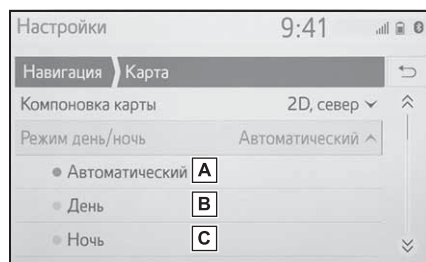 Настройки 9:41
Навигация Карта
Компоновка карты 2D, север
Режим день/ночь Автоматический
Автоматический A
День B
Ночь C